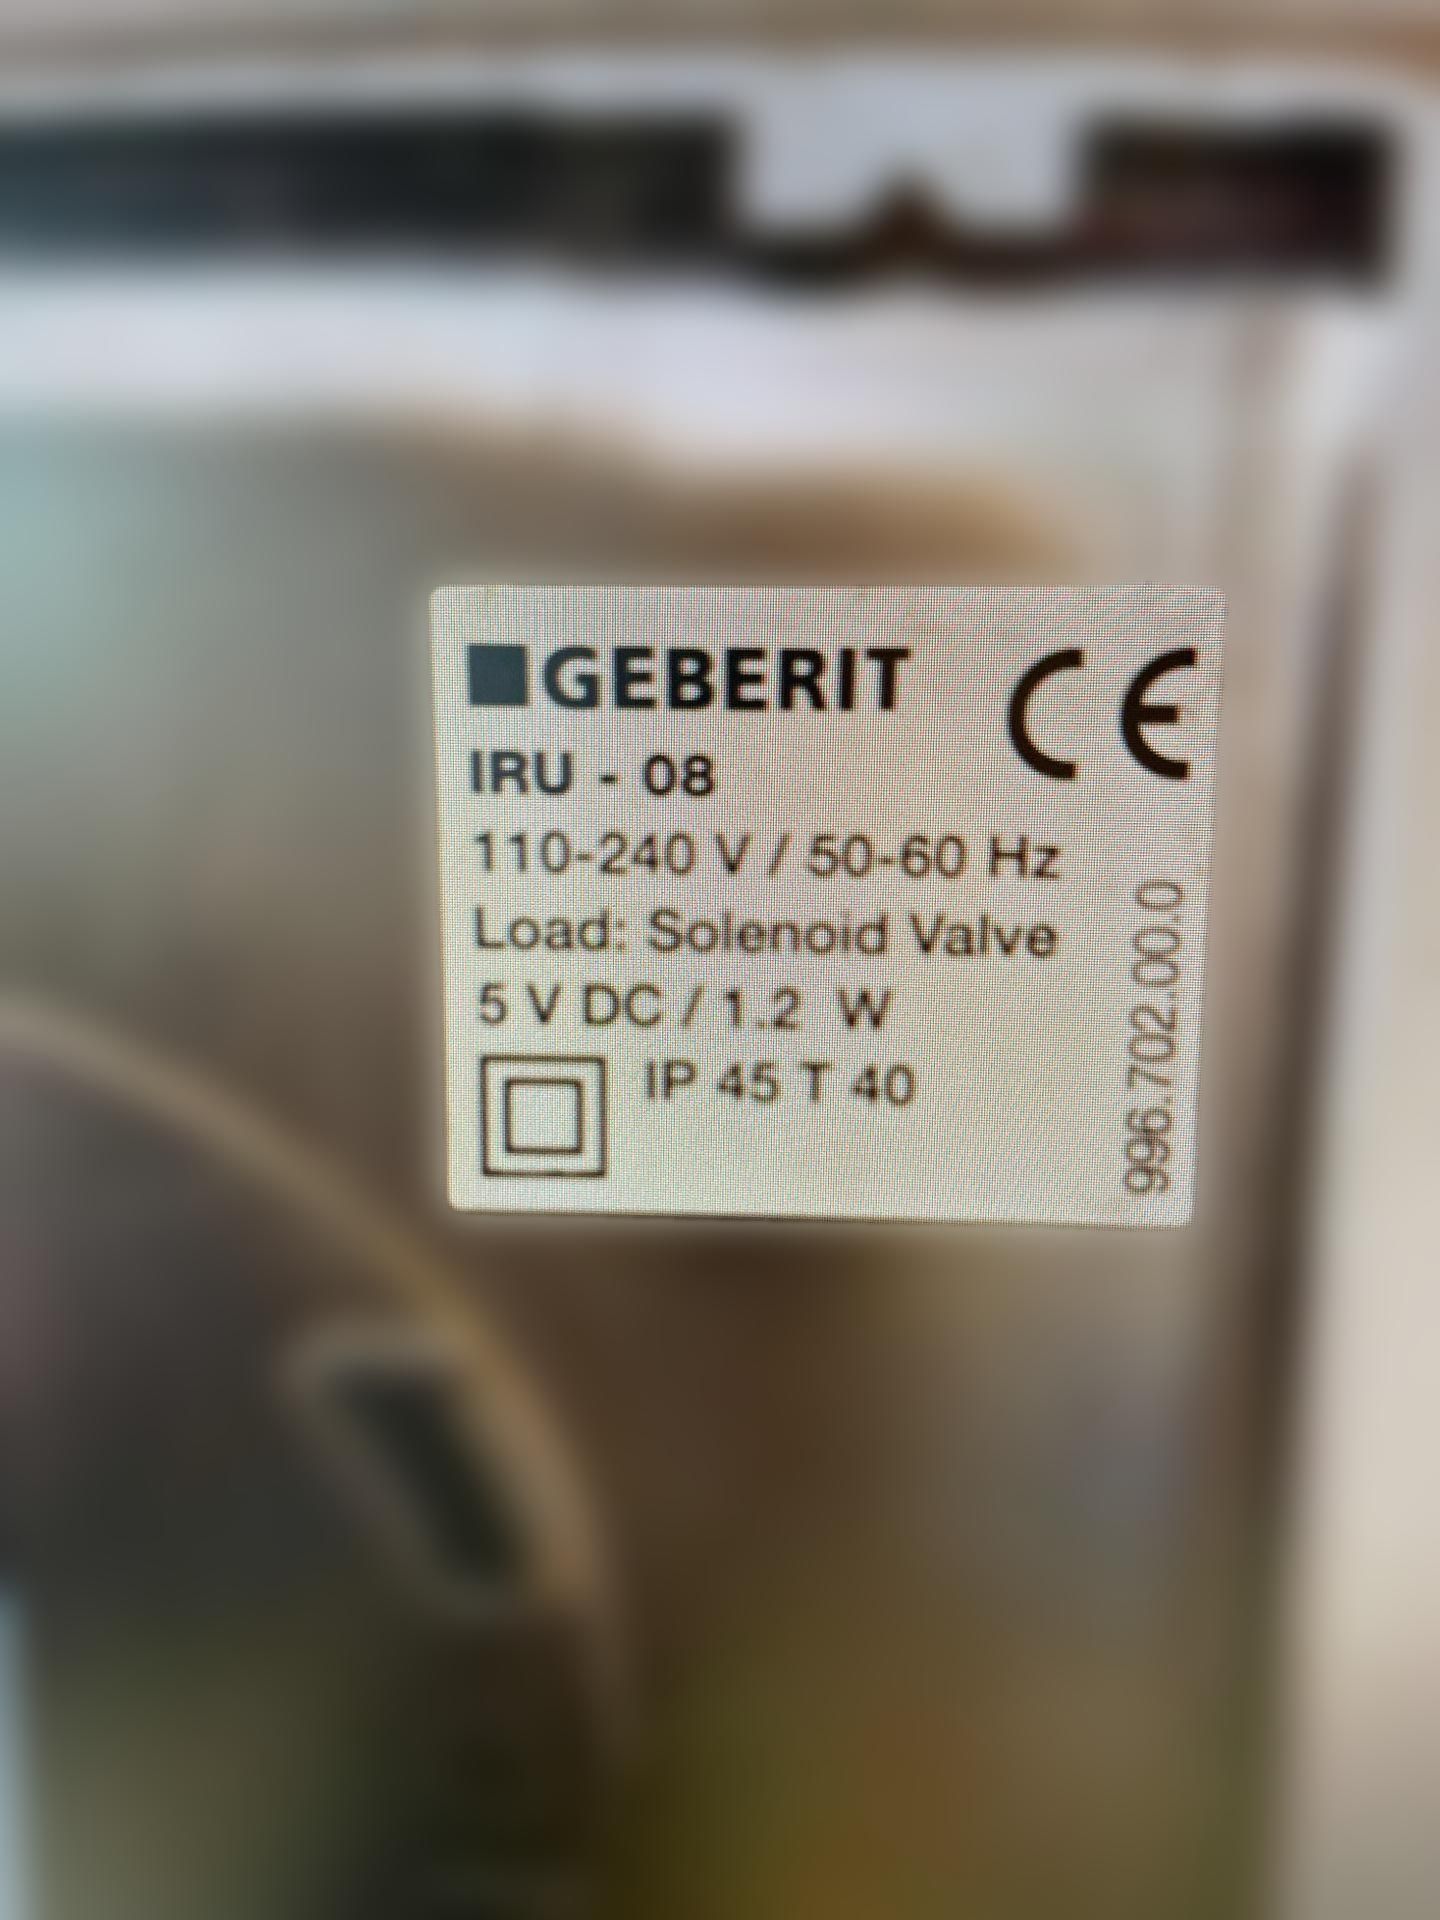 GEBERIT
CE
IRU - 08
110-240 V / 50-60 Hz
Load: Solenoid Valve
5 V DC / 1.2 W
IP 45 T 40
996.702.00.0